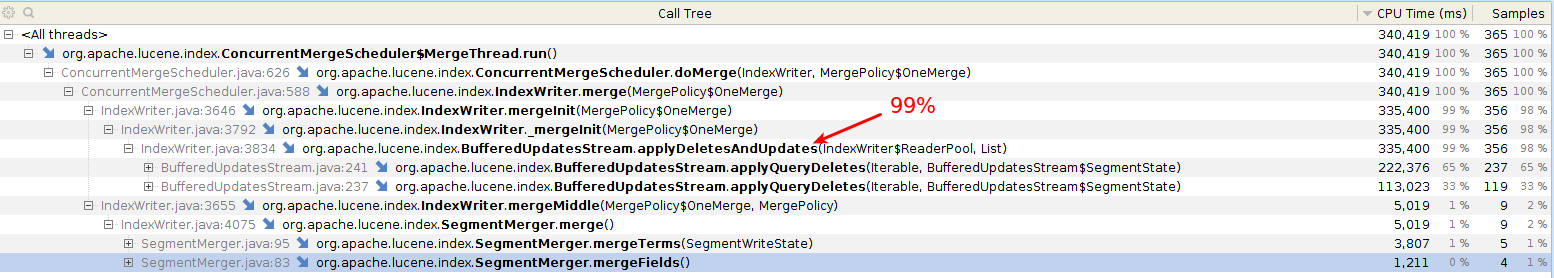 Call Tree CPU Time (ms) Samples
<All threads> 340,419 100 % 365 100 %
org.apache.lucene.index.ConcurrentMergeScheduler$MergeThread.run() 340,419 100 % 365 100 %
ConcurrentMergeScheduler.java:626 org.apache.lucene.index.ConcurrentMergeScheduler.doMerge(IndexWriter, MergePolicy$OneMerge) 340,419 100 % 365 100 %
ConcurrentMergeScheduler.java:588 org.apache.lucene.index.IndexWriter.merge(MergePolicy$OneMerge) 340,419 100 % 365 100 %
IndexWriter.java:3646 org.apache.lucene.index.IndexWriter.mergeInit(MergePolicy$OneMerge) 335,400 99 % 356 98 %
99%
IndexWriter.java:3792 org.apache.lucene.index.IndexWriter._mergeInit(MergePolicy$OneMerge) 335,400 99 % 356 98 %
IndexWriter.java:3834 org.apache.lucene.index.BufferedUpdatesStream.applyDeletesAndUpdates(IndexWriter$ReaderPool, List) 335,400 99 % 356 98 %
BufferedUpdatesStream.java:241 org.apache.lucene.index.BufferedUpdatesStream.applyQueryDeletes(Iterable, BufferedUpdatesStream$SegmentState) 222,376 65 % 237 65 %
BufferedUpdatesStream.java:237 org.apache.lucene.index.BufferedUpdatesStream.applyQueryDeletes(Iterable, BufferedUpdatesStream$SegmentState) 113,023 33 % 119 33 %
IndexWriter.java:3655 org.apache.lucene.index.IndexWriter.mergeMiddle(MergePolicy$OneMerge, MergePolicy) 5,019 1 % 9 2 %
IndexWriter.java:4075 org.apache.lucene.index.SegmentMerger.merge() 5,019 1 % 9 2 %
SegmentMerger.java:95 org.apache.lucene.index.SegmentMerger.mergeTerms(SegmentWriteState) 3,807 1 % 5 1 %
SegmentMerger.java:83 org.apache.lucene.index.SegmentMerger.mergeFields() 1,211 0 % 4 1 %